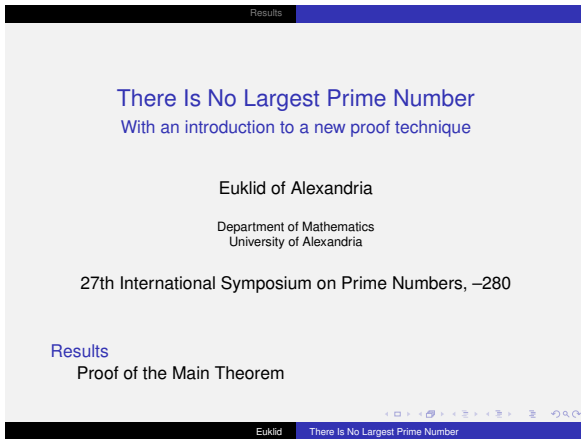 Results
There Is No Largest Prime Number
With an introduction to a new proof technique
Euklid of Alexandria
Department of Mathematics
University of Alexandria
27th International Symposium on Prime Numbers, –280
Results
Proof of the Main Theorem
Euklid There Is No Largest Prime Number